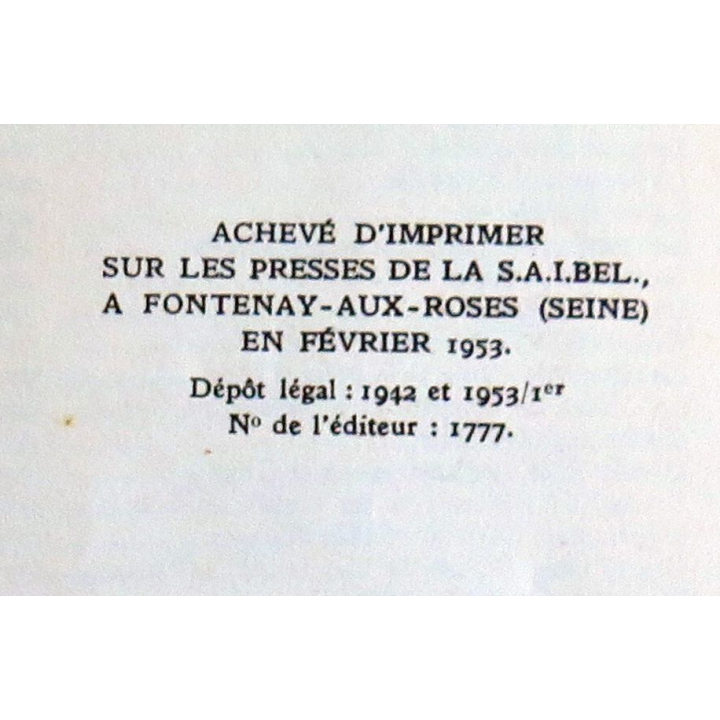 ACHEVÉ D'IMPRIMER
SUR LES PRESSES DE LA S.A.I.BEL.,
A FONTENAY-AUX-ROSES (SEINE)
EN FÉVRIER 1953.
Dépôt légal : 1942 et 1953/1er
No de l'éditeur : 1777.